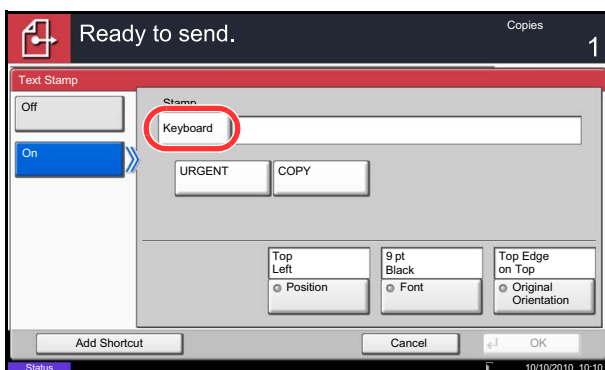 Ready to send.
Copies
1
Text Stamp
Off
Stamp
Keyboard
On
URGENT
COPY
Top
Left
9 pt
Black
Top Edge
on Top
Position
Font
Original
Orientation
Add Shortcut
Cancel
OK
Status
10/10/2010 10:10